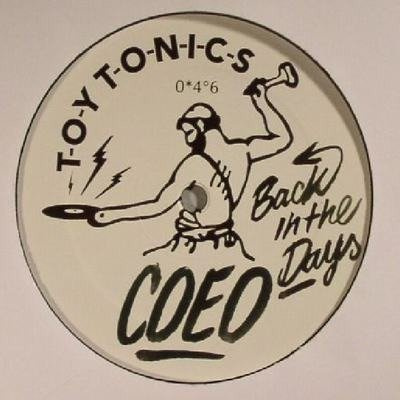 T-O-Y T-O-N-I-C-S
0*4°6
Back
in the
Days
COEO